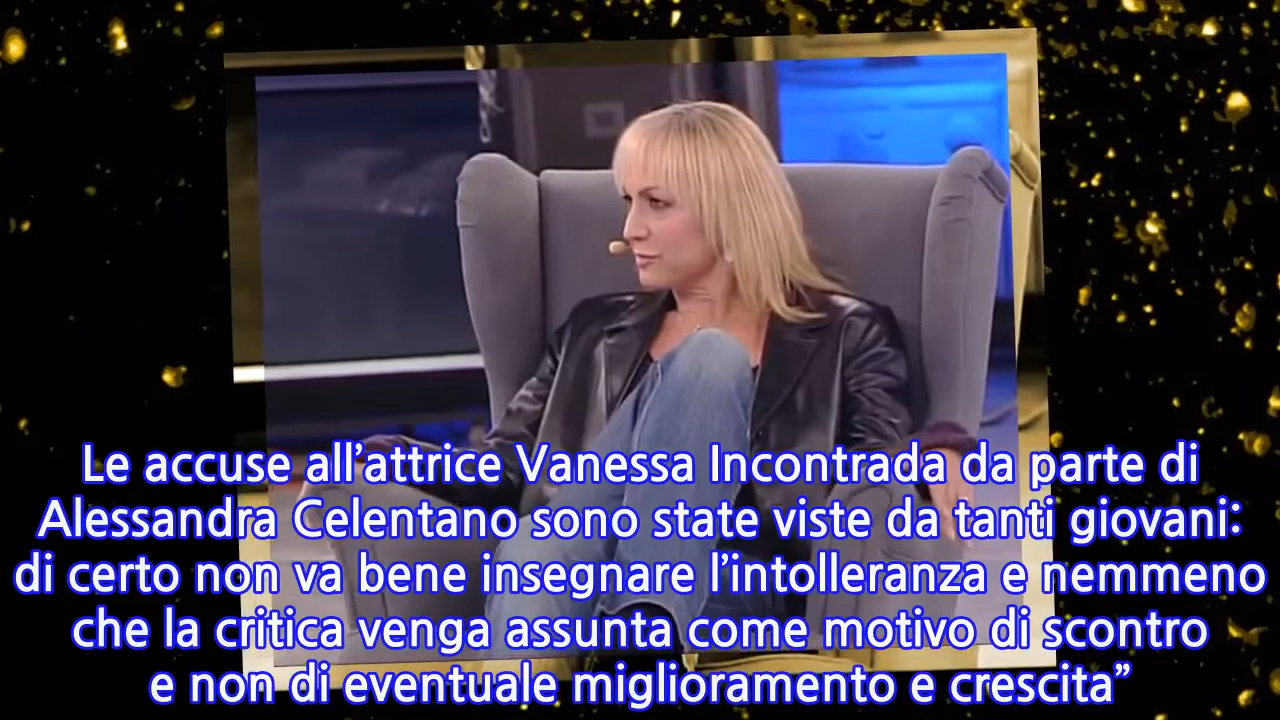 Le accuse all’attrice Vanessa Incontrada da parte di
Alessandra Celentano sono state viste da tanti giovani:
di certo non va bene insegnare l’intolleranza e nemmeno
che la critica venga assunta come motivo di scontro
e non di eventuale miglioramento e crescita”